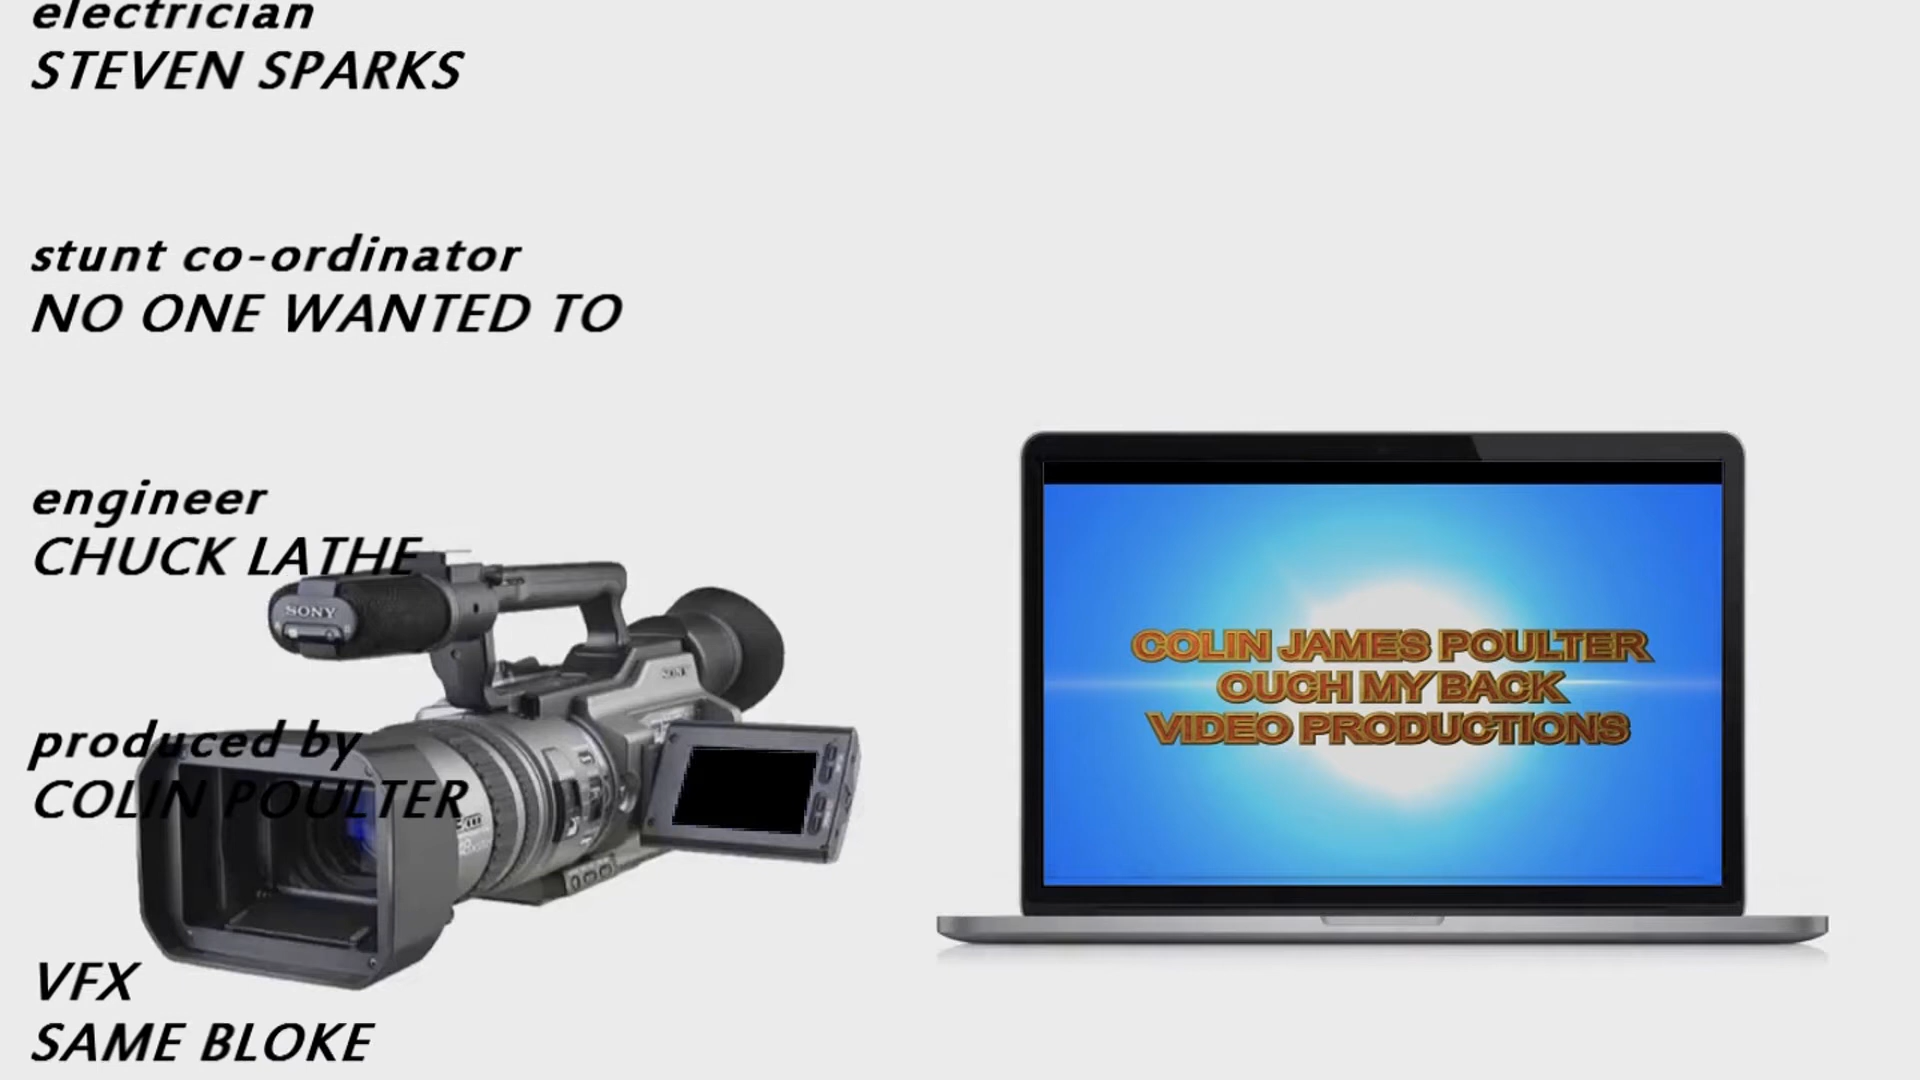 electrician
STEVEN SPARKS
stunt co-ordinator
NO ONE WANTED TO
engineer
CHUCK LATHE
SONY
SONY
produced by
COLIN POULTER
VFX
SAME BLOKE
COLIN JAMES POULTER
OUCH MY BACK
VIDEO PRODUCTIONS